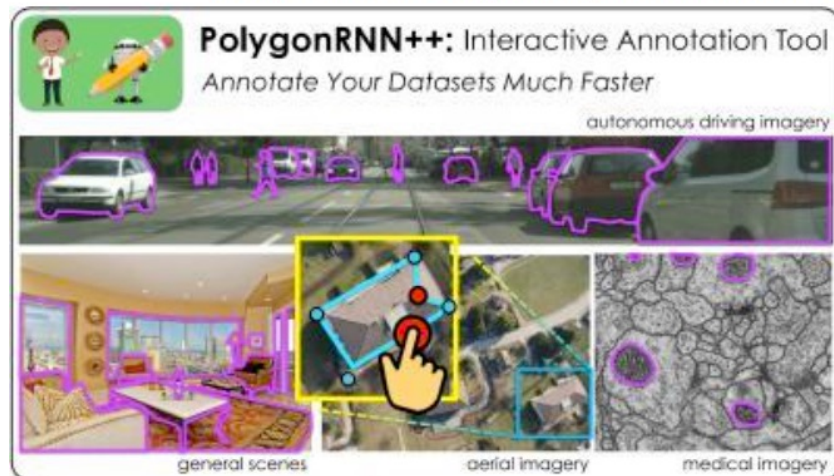 PolygonRNN++: Interactive Annotation Tool
Annotate Your Datasets Much Faster
autonomous driving imagery
general scenes
aerial imagery
medical imagery